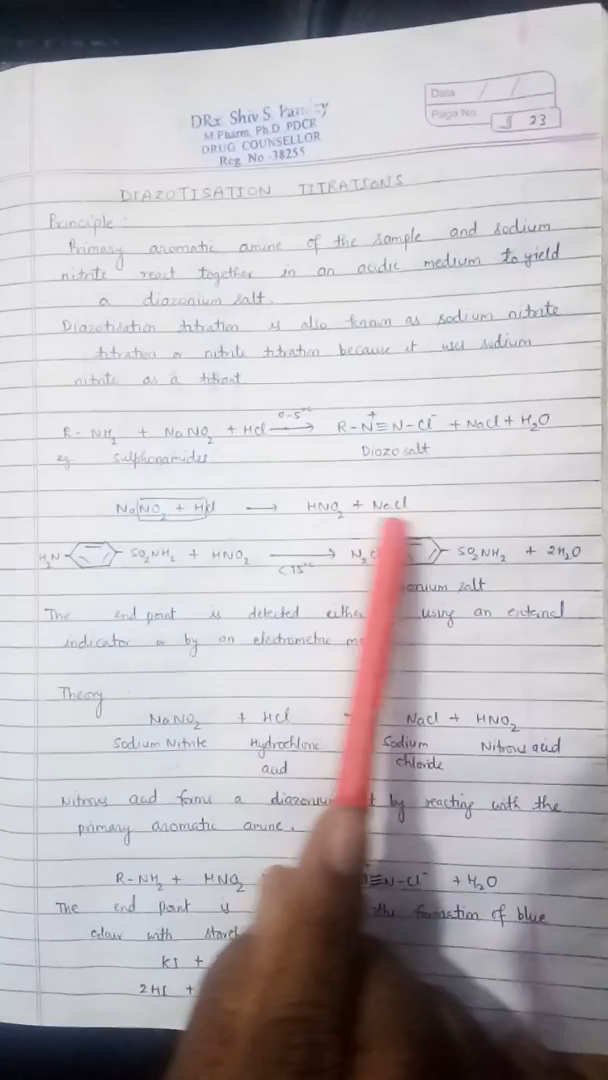 DRx Shiv S.
M.Pharm, Ph.D, PDCR
DRUG COUNSELLOR
Reg. No -38255
Date
Page No. 23
DIAZOTISATION TITRATIONS
Principle:
Primary aromatic amine of the sample and sodium
nitrite react together in an acidic medium to yield
a diazonium salt.
Diazotisation titration is also known as sodium nitrite
titration or nitrite titration because it uses sodium
nitrite as a titrant
R-NH₂ + NaNO₂ + HCl 0-5°C → R-N⁺≡N-Cl⁻ + NaCl + H₂O
eg sulphonamides Diazo salt
NaNO₂ + HCl → HNO₂ + NaCl
H₂N- -SO₂NH₂ + HNO₂ <15°C → N₂C SO₂NH₂ + 2H₂O
onium salt
The end point is detected either using an external
indicator or by an electrometric
Theory
NaNO₂ + HCl NaCl + HNO₂
Sodium Nitrite Hydrochloric Sodium Nitrous acid
acid chloride
Nitrous acid forms a by reacting with the
primary aromatic amine.
R-NH₂ + HNO₂ ≡N-Cl⁻ + H₂O
The end point is the formation of blue
colour with
KI +
2HI +